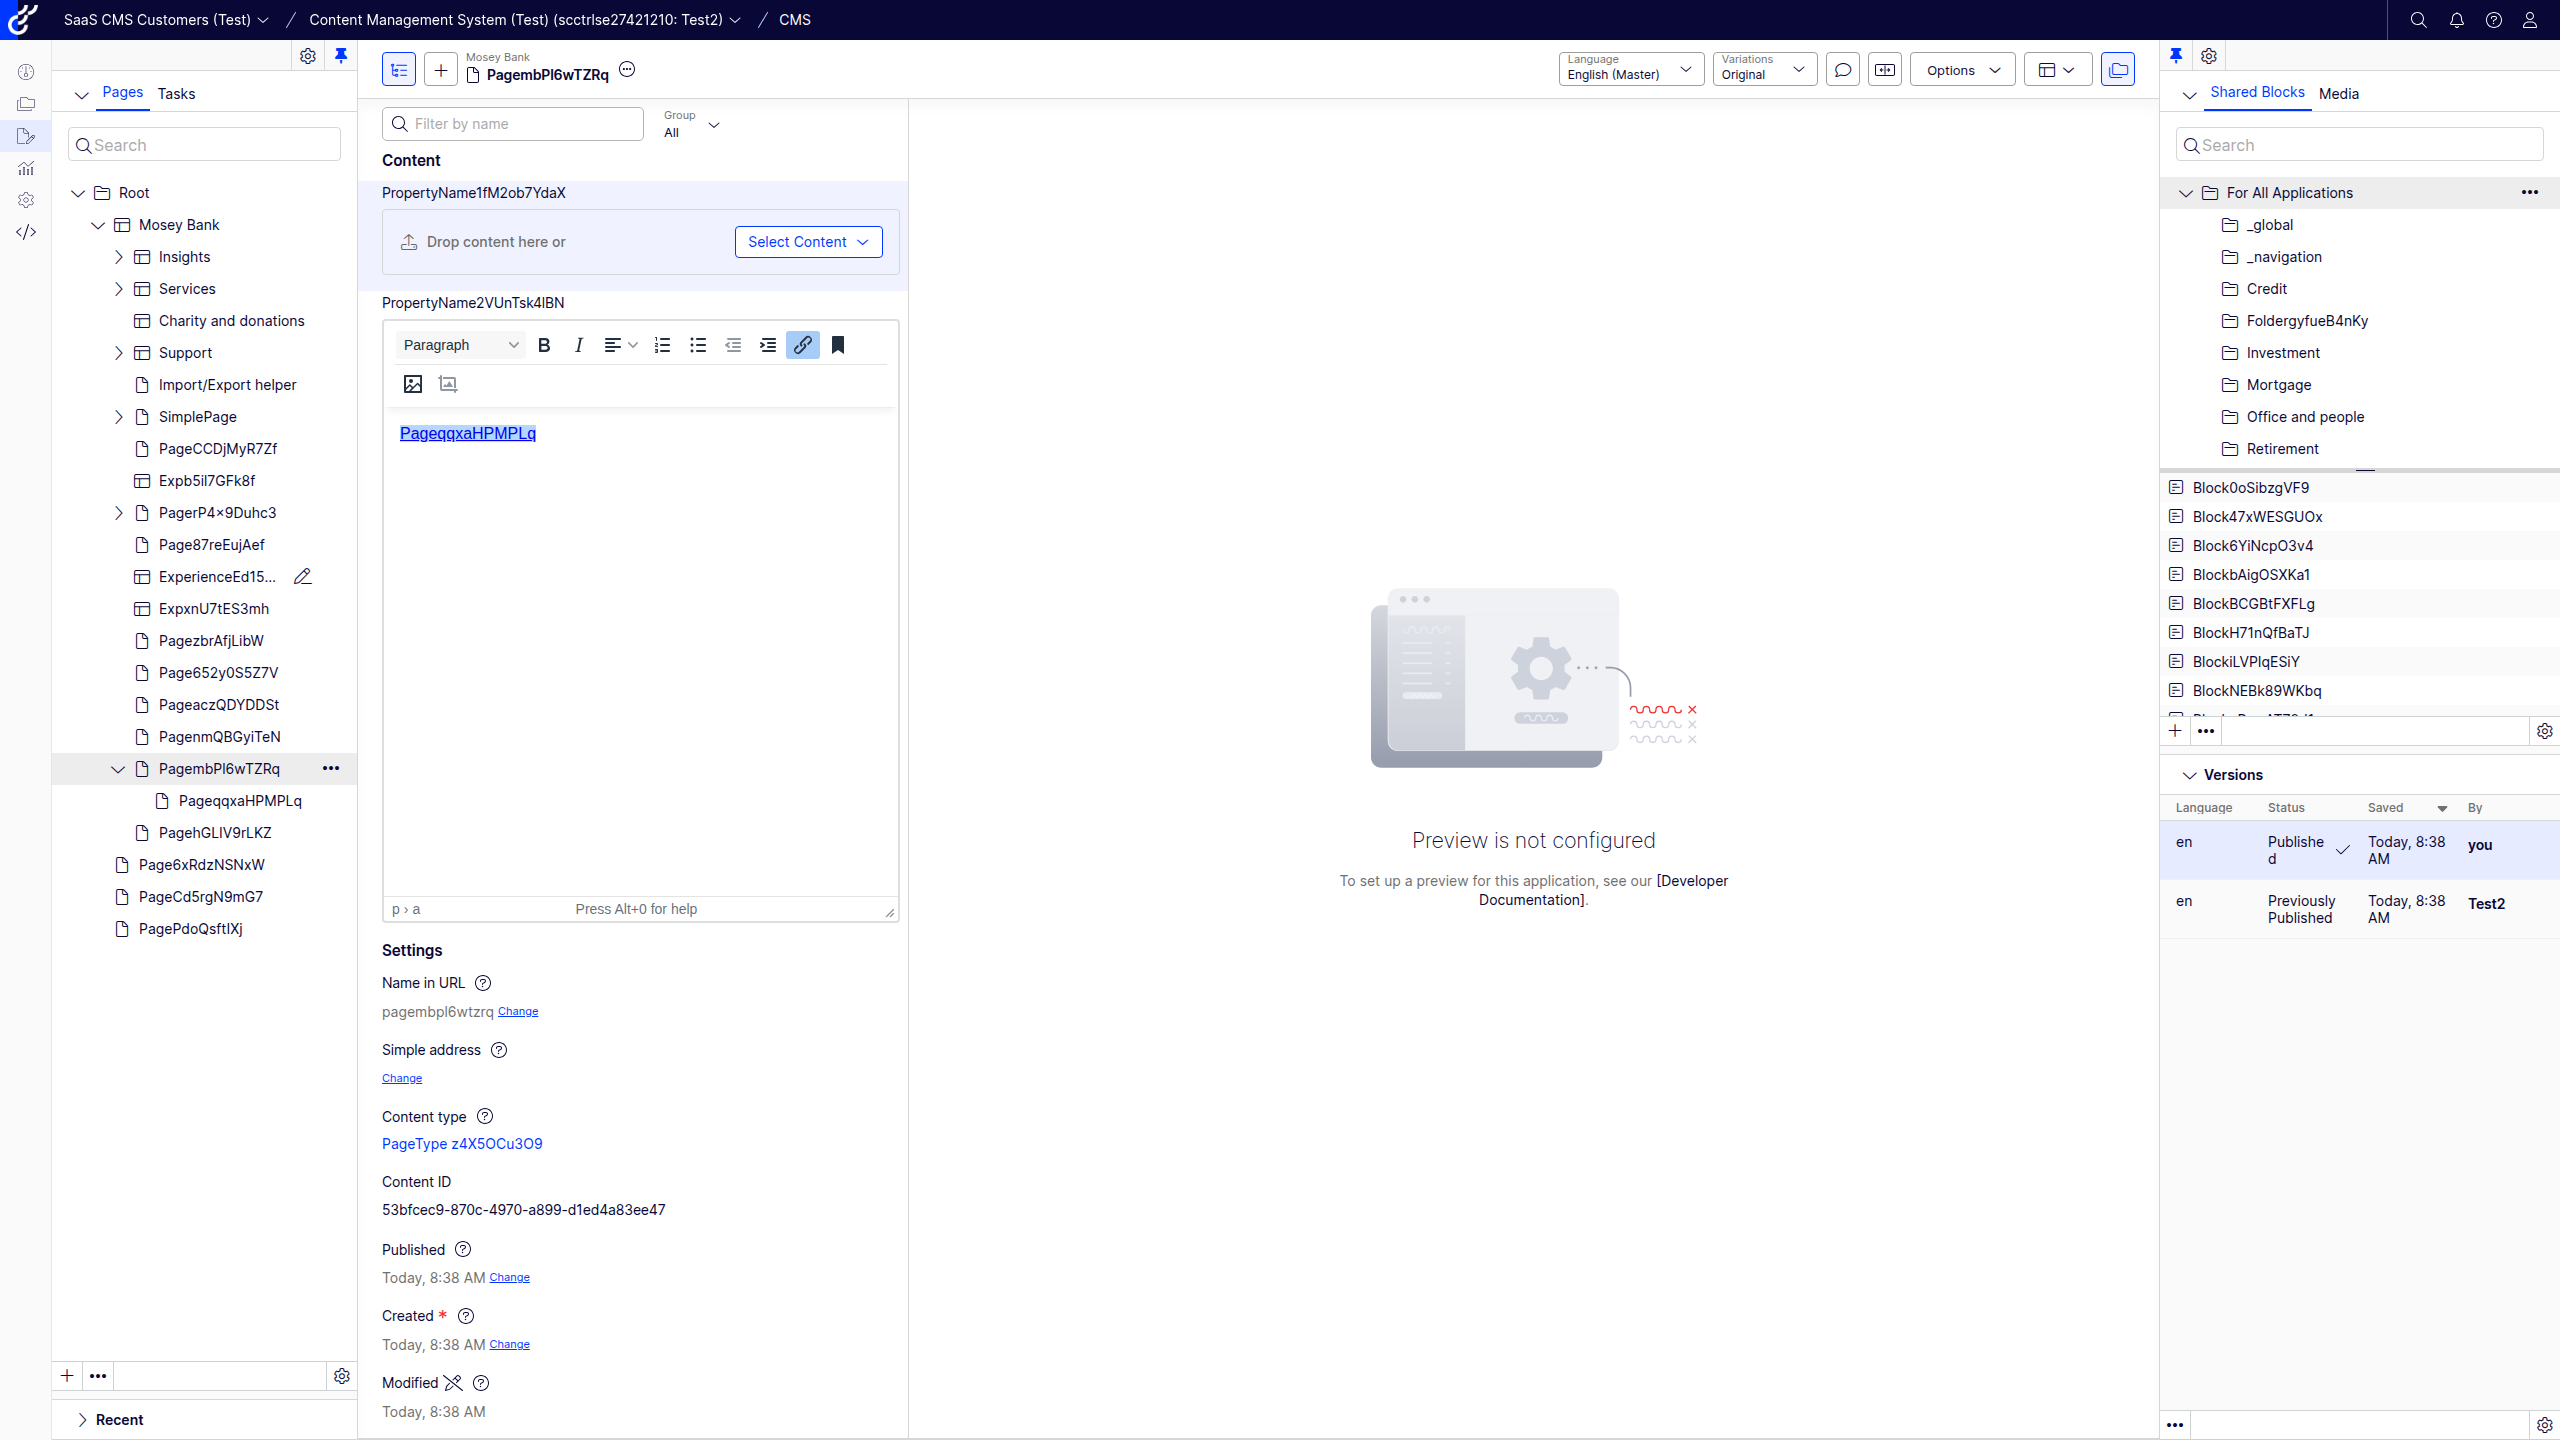 SaaS CMS Customers (Test)
Content Management System (Test) (scctrlse27421210: Test2)
CMS
Pages
Tasks
Search
Root
Mosey Bank
Insights
Services
Charity and donations
Support
Import/Export helper
SimplePage
PageCCDjMyR7Zf
Expb5il7GFk8f
PagerP4x9Duhc3
Page87reEujAef
ExperienceEd15...
ExpxnU7tES3mh
PagezbrAfjLibW
Page652y0S5Z7V
PageaczQDYDDSt
PagenmQBGyiTeN
PagembPl6wTZRq
PageqqxaHPMPLq
PagehGLIV9rLKZ
Page6xRdzNSNxW
PageCd5rgN9mG7
PagePdoQsftIXj
Recent
Mosey Bank
PagembPl6wTZRq
Language
English (Master)
Variations
Original
Options
Filter by name
Group
All
Content
PropertyName1fM2ob7YdaX
Drop content here or
Select Content
PropertyName2VUnTsk4lBN
Paragraph
PageqqxaHPMPLq
p › a
Press Alt+0 for help
Settings
Name in URL
pagembpl6wtzrq Change
Simple address
Change
Content type
PageType z4X5OCu3O9
Content ID
53bfcec9-870c-4970-a899-d1ed4a83ee47
Published
Today, 8:38 AM Change
Created *
Today, 8:38 AM Change
Modified
Today, 8:38 AM
Preview is not configured
To set up a preview for this application, see our [Developer
Documentation].
Shared Blocks
Media
Search
For All Applications
_global
_navigation
Credit
FoldergyfueB4nKy
Investment
Mortgage
Office and people
Retirement
Block0oSibzgVF9
Block47xWESGUOx
Block6YiNcpO3v4
BlockbAigOSXKa1
BlockBCGBtFXFLg
BlockH71nQfBaTJ
BlockiLVPlqESiY
BlockNEBk89WKbq
Versions
Language Status Saved By
en Publishe
d Today, 8:38
AM you
en Previously
Published Today, 8:38
AM Test2